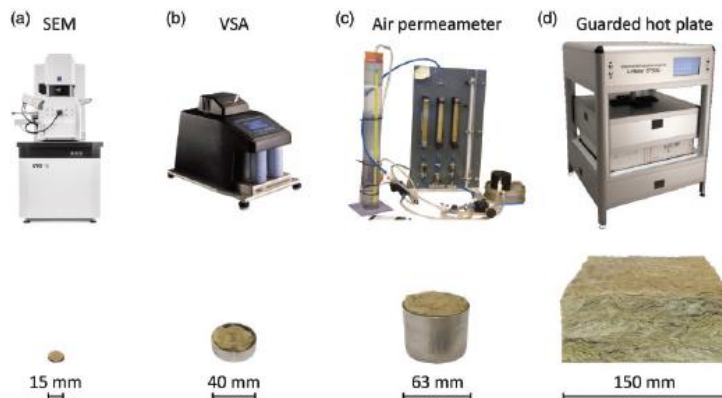 (a) SEM
(b) VSA
(c) Air permeameter
(d) Guarded hot plate
15 mm
40 mm
63 mm
150 mm